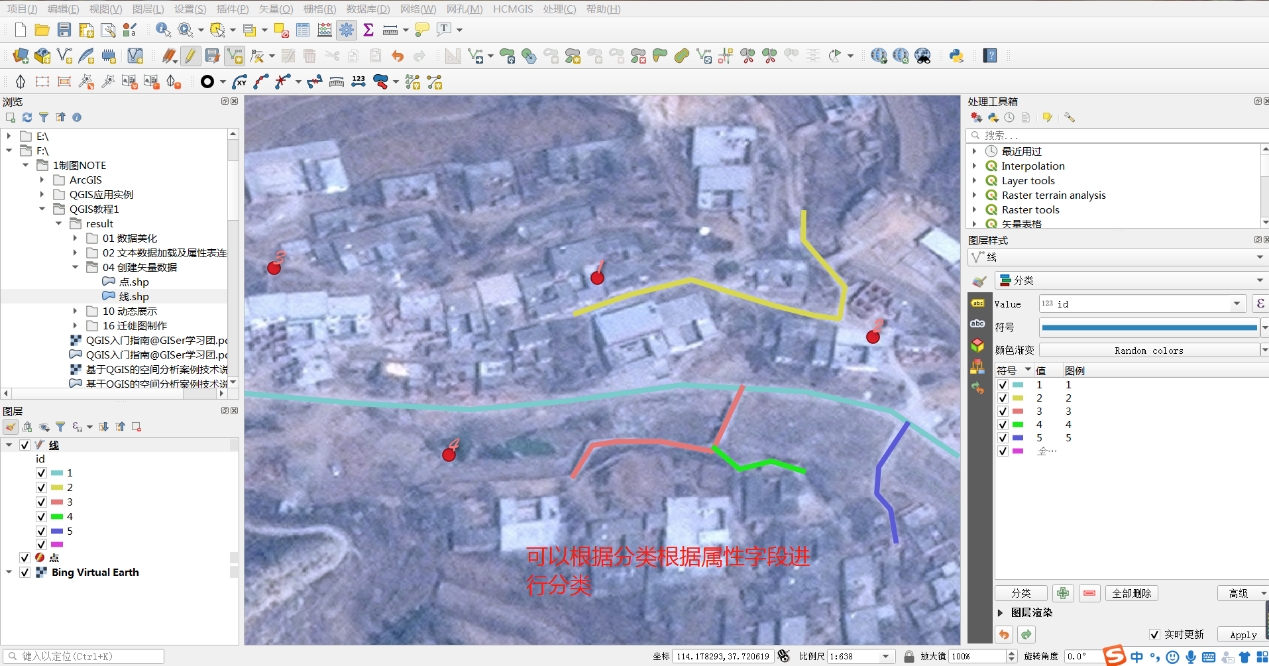 项目(J) 编辑(E) 视图(V) 图层(L) 设置(S) 插件(P) 矢量(O) 栅格(R) 数据库(D) 网络(W) 网孔(M) HCMGIS 处理(C) 帮助(H)
浏览
E:\
F:\
1制图NOTE
ArcGIS
QGIS应用实例
QGIS教程1
result
01 数据美化
02 文本数据加载及属性表连
04 创建矢量数据
点.shp
线.shp
10 动态展示
16 迁徙图制作
QGIS入门指南@GISer学习团.pc
QGIS入门指南@GISer学习团.pc
基于QGIS的空间分析案例技术说
基于QGIS的空间分析案例技术说
图层
线
id
1
2
3
4
5
点
Bing Virtual Earth
键入以定位(Ctrl+K)
1
4
可以根据分类根据属性字段进
行分类
处理工具箱
搜索...
最近用过
Interpolation
Layer tools
Raster terrain analysis
Raster tools
矢量表格
图层样式
线
分类
Value 123 id
符号
颜色渐变 Random colors
符号 值 图例
1 1
2 2
3 3
4 4
5 5
全…
分类 全部删除 高级
图层渲染
实时更新 Apply
坐标 114.178293,37.720619 比例尺 1:638 放大镜 100% 旋转角度 0.0°
中